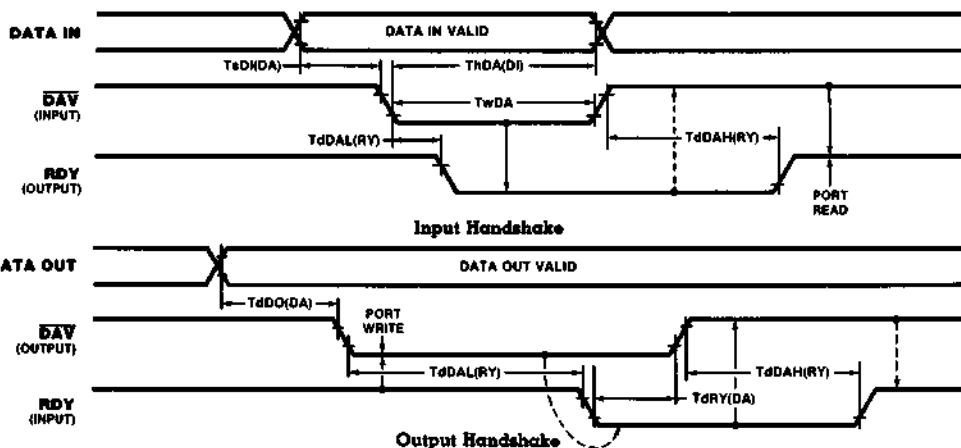 DATA IN
DATA IN VALID
TsDI(DA)
ThDA(DI)
DAV
(INPUT)
TwDA
TdDAL(RY)
TdDAH(RY)
RDY
(OUTPUT)
PORT
READ
Input Handshake
ATA OUT
DATA OUT VALID
TdDO(DA)
DAV
(OUTPUT)
PORT
WRITE
TdDAL(RY)
TdDAH(RY)
TdRY(DA)
RDY
(INPUT)
Output Handshake